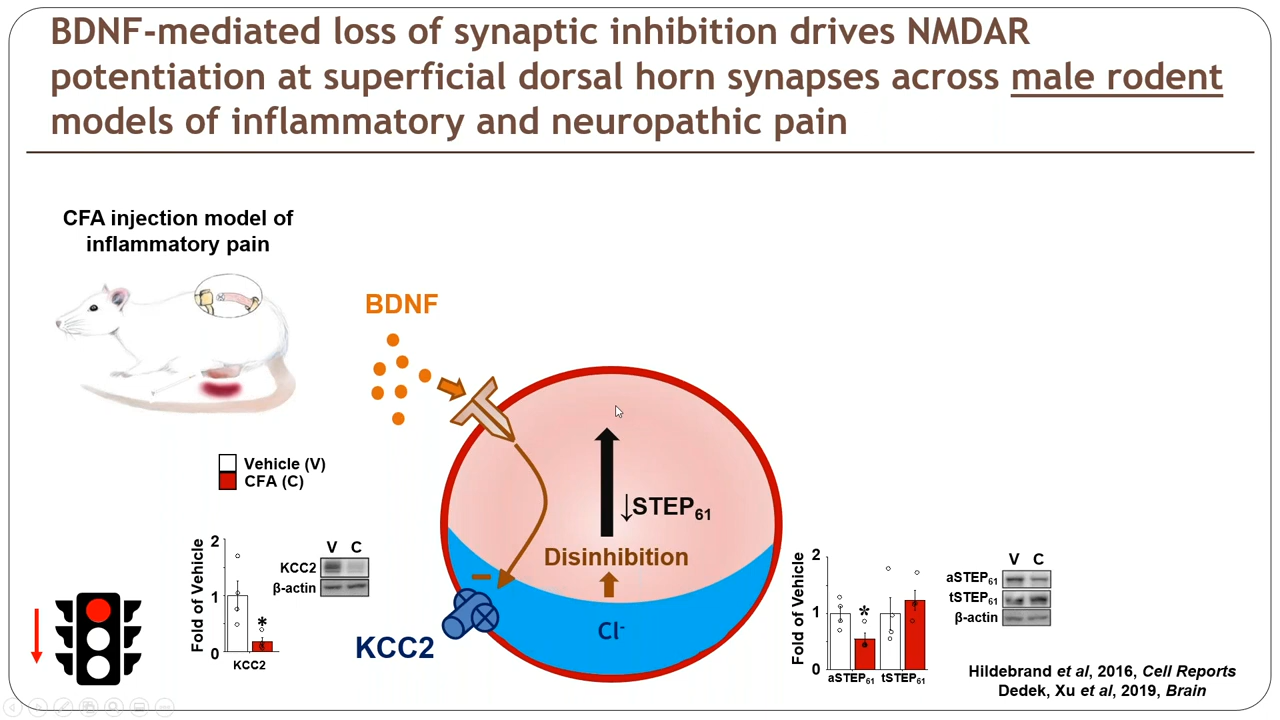 BDNF-mediated loss of synaptic inhibition drives NMDAR
potentiation at superficial dorsal horn synapses across male rodent
models of inflammatory and neuropathic pain
CFA injection model of
inflammatory pain
BDNF
Vehicle (V)
CFA (C)
Fold of Vehicle
2
1
0
*
KCC2
V C
KCC2
β-actin
↓STEP61
Disinhibition
–
Cl-
KCC2
Fold of Vehicle
2
1
0
*
aSTEP61 tSTEP61
V C
aSTEP61
tSTEP61
β-actin
Hildebrand et al, 2016, Cell Reports
Dedek, Xu et al, 2019, Brain